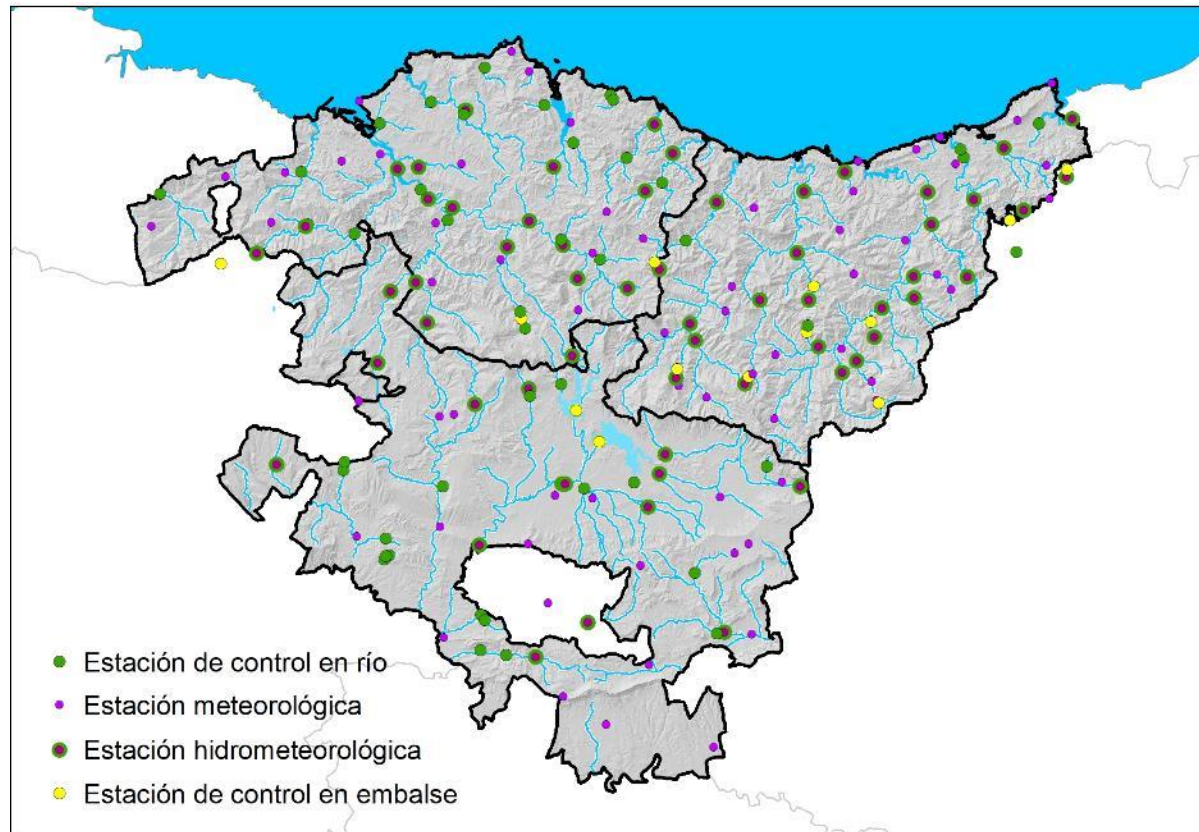 Estación de control en río
Estación meteorológica
Estación hidrometeorológica
Estación de control en embalse